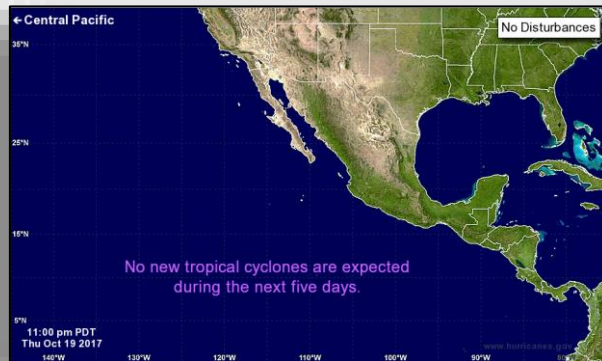 ←Central Pacific
No Disturbances
35°N
25°N
15°N
No new tropical cyclones are expected
during the next five days.
5°N
11:00 pm PDT
Thu Oct 19 2017
www.hurricanes.gov
140°W
130°W
120°W
110°W
100°W
90°W
80°W